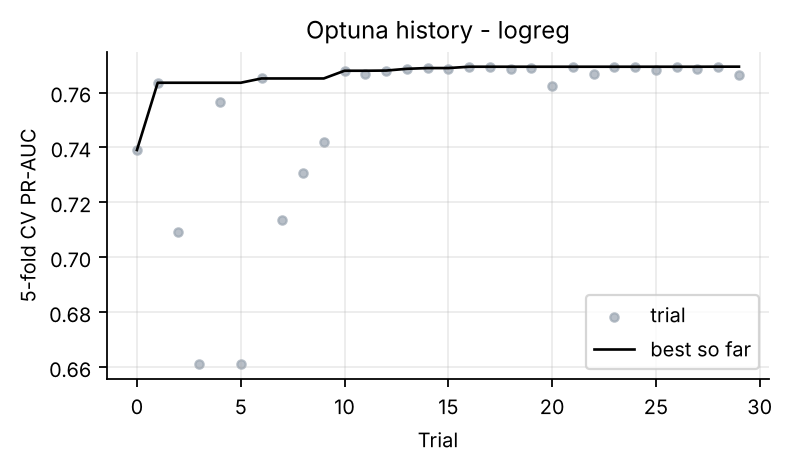 Optuna history - logreg
5-fold CV PR-AUC
0.76
0.74
0.72
0.70
0.68
0.66
trial
best so far
0 5 10 15 20 25 30
Trial